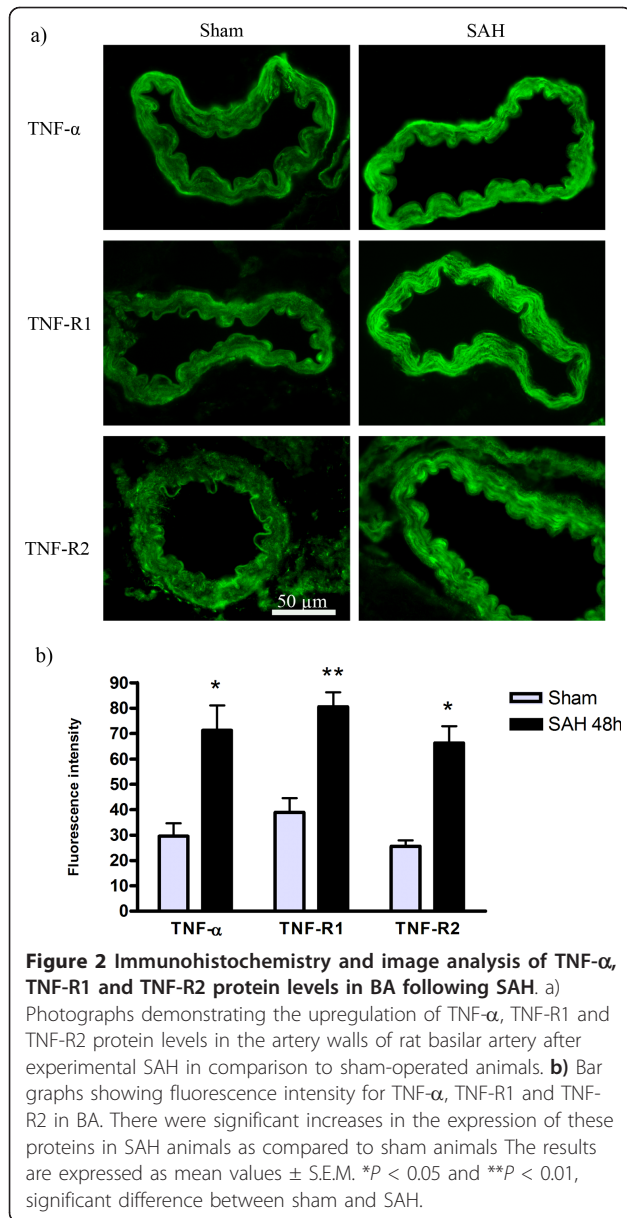 a)
Sham SAH
TNF-α
TNF-R1
TNF-R2
50 µm
b)
Fluorescence intensity
90
80
70
60
50
40
30
20
10
0
* ** *
Sham
SAH 48h
TNF-α TNF-R1 TNF-R2
Figure 2 Immunohistochemistry and image analysis of TNF-α,
TNF-R1 and TNF-R2 protein levels in BA following SAH. a)
Photographs demonstrating the upregulation of TNF-α, TNF-R1 and
TNF-R2 protein levels in the artery walls of rat basilar artery after
experimental SAH in comparison to sham-operated animals. b) Bar
graphs showing fluorescence intensity for TNF-α, TNF-R1 and TNF-
R2 in BA. There were significant increases in the expression of these
proteins in SAH animals as compared to sham animals The results
are expressed as mean values ± S.E.M. *P < 0.05 and **P < 0.01,
significant difference between sham and SAH.